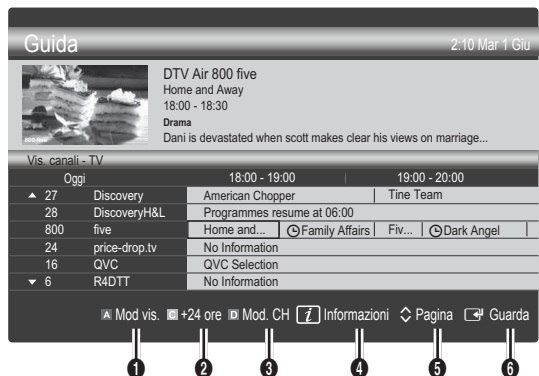 Guida 2:10 Mar 1 Giu
DTV Air 800 five
Home and Away
18:00 - 18:30
Drama
Dani is devastated when scott makes clear his views on marriage...
800 five
Vis. canali - TV
Oggi 18:00 - 19:00 19:00 - 20:00
▲ 27 Discovery American Chopper Tine Team
28 DiscoveryH&L Programmes resume at 06:00
800 five Home and... Family Affairs Fiv... Dark Angel
24 price-drop.tv No Information
16 QVC QVC Selection
▼ 6 R4DTT No Information
A Mod vis. C +24 ore D Mod. CH i Informazioni Pagina Guarda
1 2 3 4 5 6